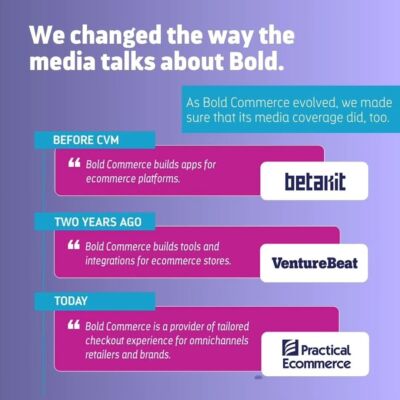 We changed the way the
media talks about Bold.
As Bold Commerce evolved, we made
sure that its media coverage did, too.
BEFORE CVM
“ Bold Commerce builds apps for
ecommerce platforms.
betakit
TWO YEARS AGO
“ Bold Commerce builds tools and
integrations for ecommerce stores.
VentureBeat
TODAY
“ Bold Commerce is a provider of tailored
checkout experience for omnichannels
retailers and brands.
Practical
Ecommerce